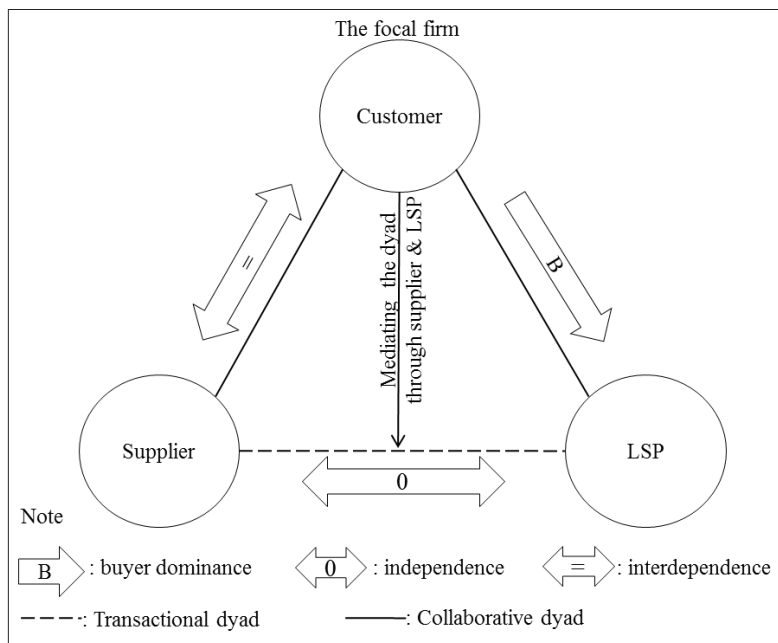 The focal firm
Customer
=
B
Mediating the dyad
through supplier & LSP
Supplier
LSP
0
Note
B : buyer dominance
0 : independence
= : interdependence
: Transactional dyad
: Collaborative dyad